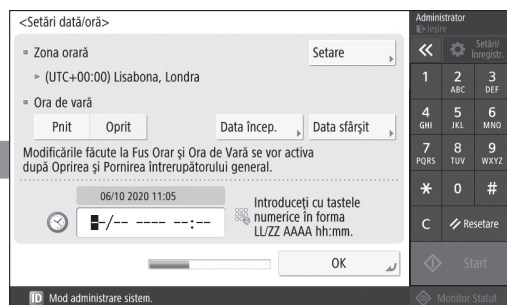 <Setări dată/oră>
Zona orară
Setare
(UTC+00:00) Lisabona, Londra
Ora de vară
Pnit Oprit Data încep. Data sfârşit
Modificările făcute la Fus Orar şi Ora de Vară se vor activa
după Oprirea şi Pornirea întrerupătorului general.
06/10 2020 11:05
--/-- ---- --:--
Introduceţi cu tastele
numerice în forma
LL/ZZ AAAA hh:mm.
OK
ID Mod administrare sistem.
Administrator
Ieşire
Setări/
Înregistr.
1 2 3
ABC DEF
4 5 6
GHI JKL MNO
7 8 9
PQRS TUV WXYZ
* 0 #
C Resetare
Start
Monitor Statut